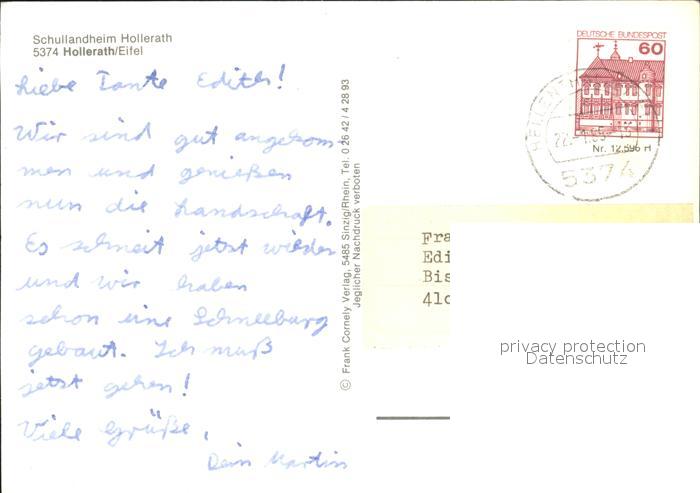 Schullandheim Hollerath
5374 Hollerath/Eifel
Liebe Tante Edith!
Wir sind gut angekom-
men und genießen
nun die Landschaft.
Es schneit jetzt wieder
und wir haben
schon eine Schneeburg
gebaut. Ich muß
jetzt gehen!
Viele Grüße,
Dein Martin
© Frank Cornely Verlag, 5485 Sinzig/Rhein, Tel. 0 26 42 / 4 28 93
Jeglicher Nachdruck verboten
DEUTSCHE BUNDESPOST
60
Nr. 12,596 H
5374
Fra
Edi
Bis
41
privacy protection
Datenschutz